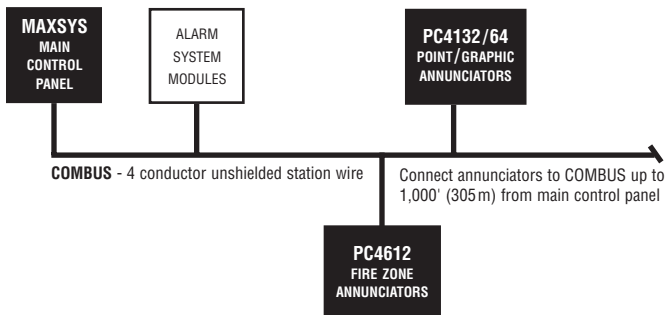 MAXSYS
MAIN
CONTROL
PANEL
ALARM
SYSTEM
MODULES
PC4132/64
POINT/GRAPHIC
ANNUNCIATORS
COMBUS - 4 conductor unshielded station wire
Connect annunciators to COMBUS up to
1,000' (305m) from main control panel
PC4612
FIRE ZONE
ANNUNCIATORS